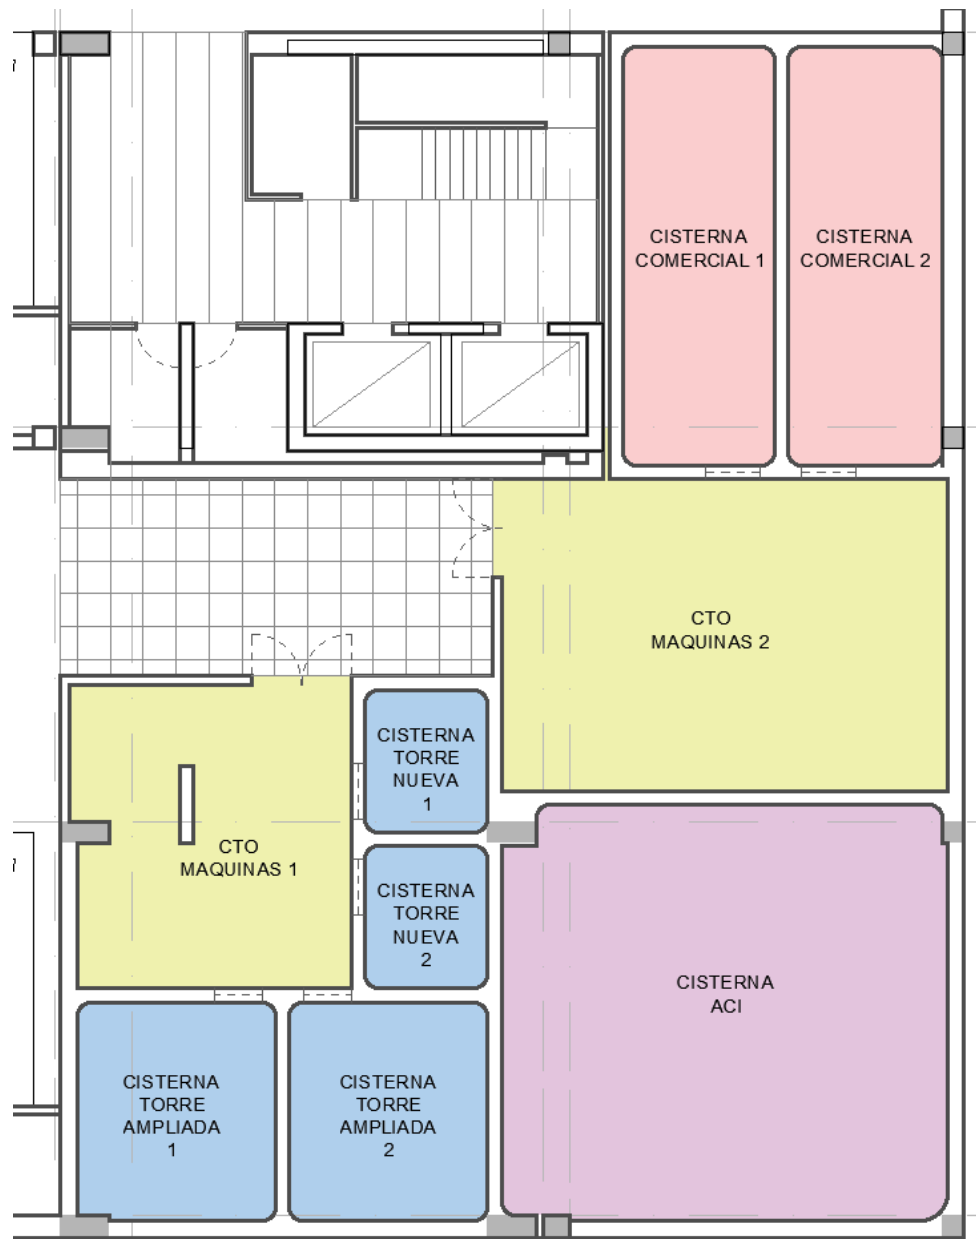 CISTERNA
COMERCIAL 1
CISTERNA
COMERCIAL 2
CTO
MAQUINAS 2
CISTERNA
TORRE
NUEVA
1
CTO
MAQUINAS 1
CISTERNA
TORRE
NUEVA
2
CISTERNA
ACI
CISTERNA
TORRE
AMPLIADA
1
CISTERNA
TORRE
AMPLIADA
2